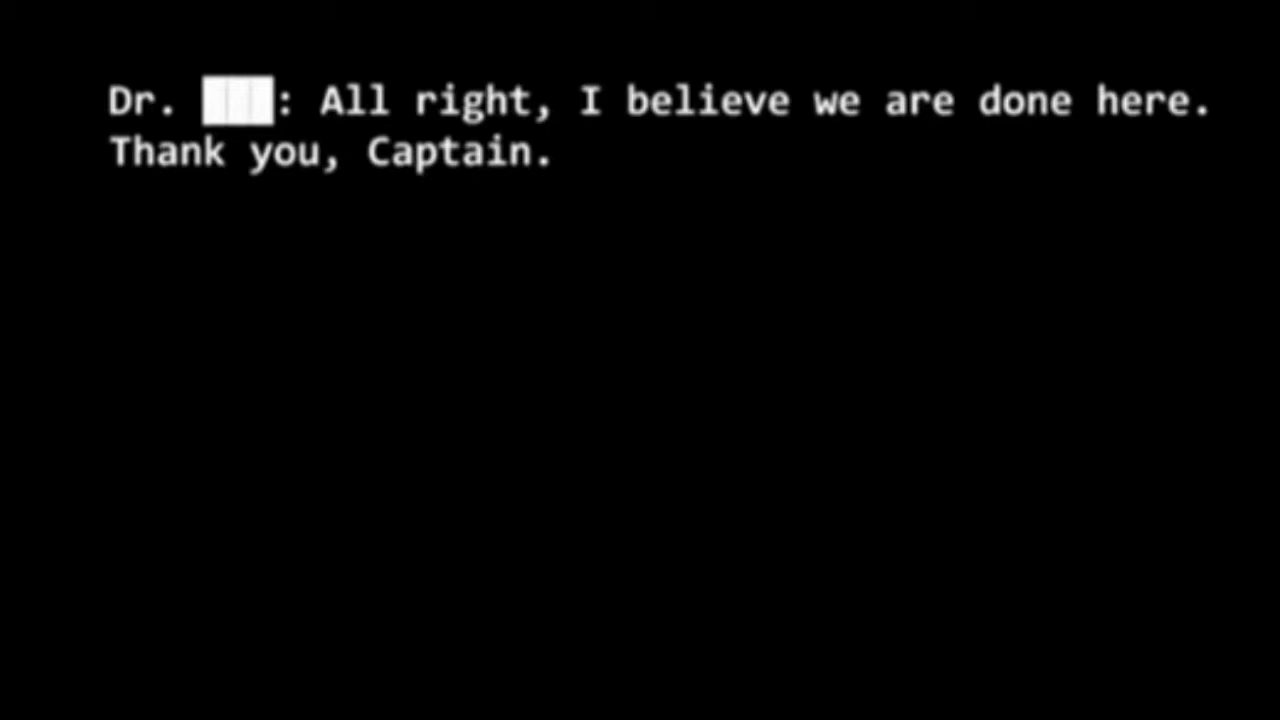 Dr. ███: All right, I believe we are done here.
Thank you, Captain.